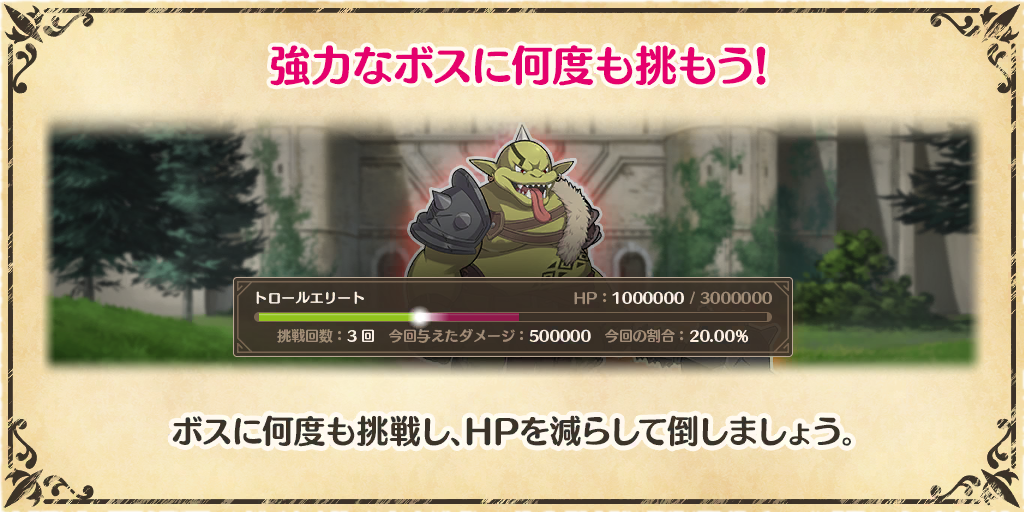 強力なボスに何度も挑もう!
トロールエリート HP：1000000 / 3000000
挑戦回数：3 回 今回与えたダメージ：500000 今回の割合：20.00%
ボスに何度も挑戦し、HPを減らして倒しましょう。